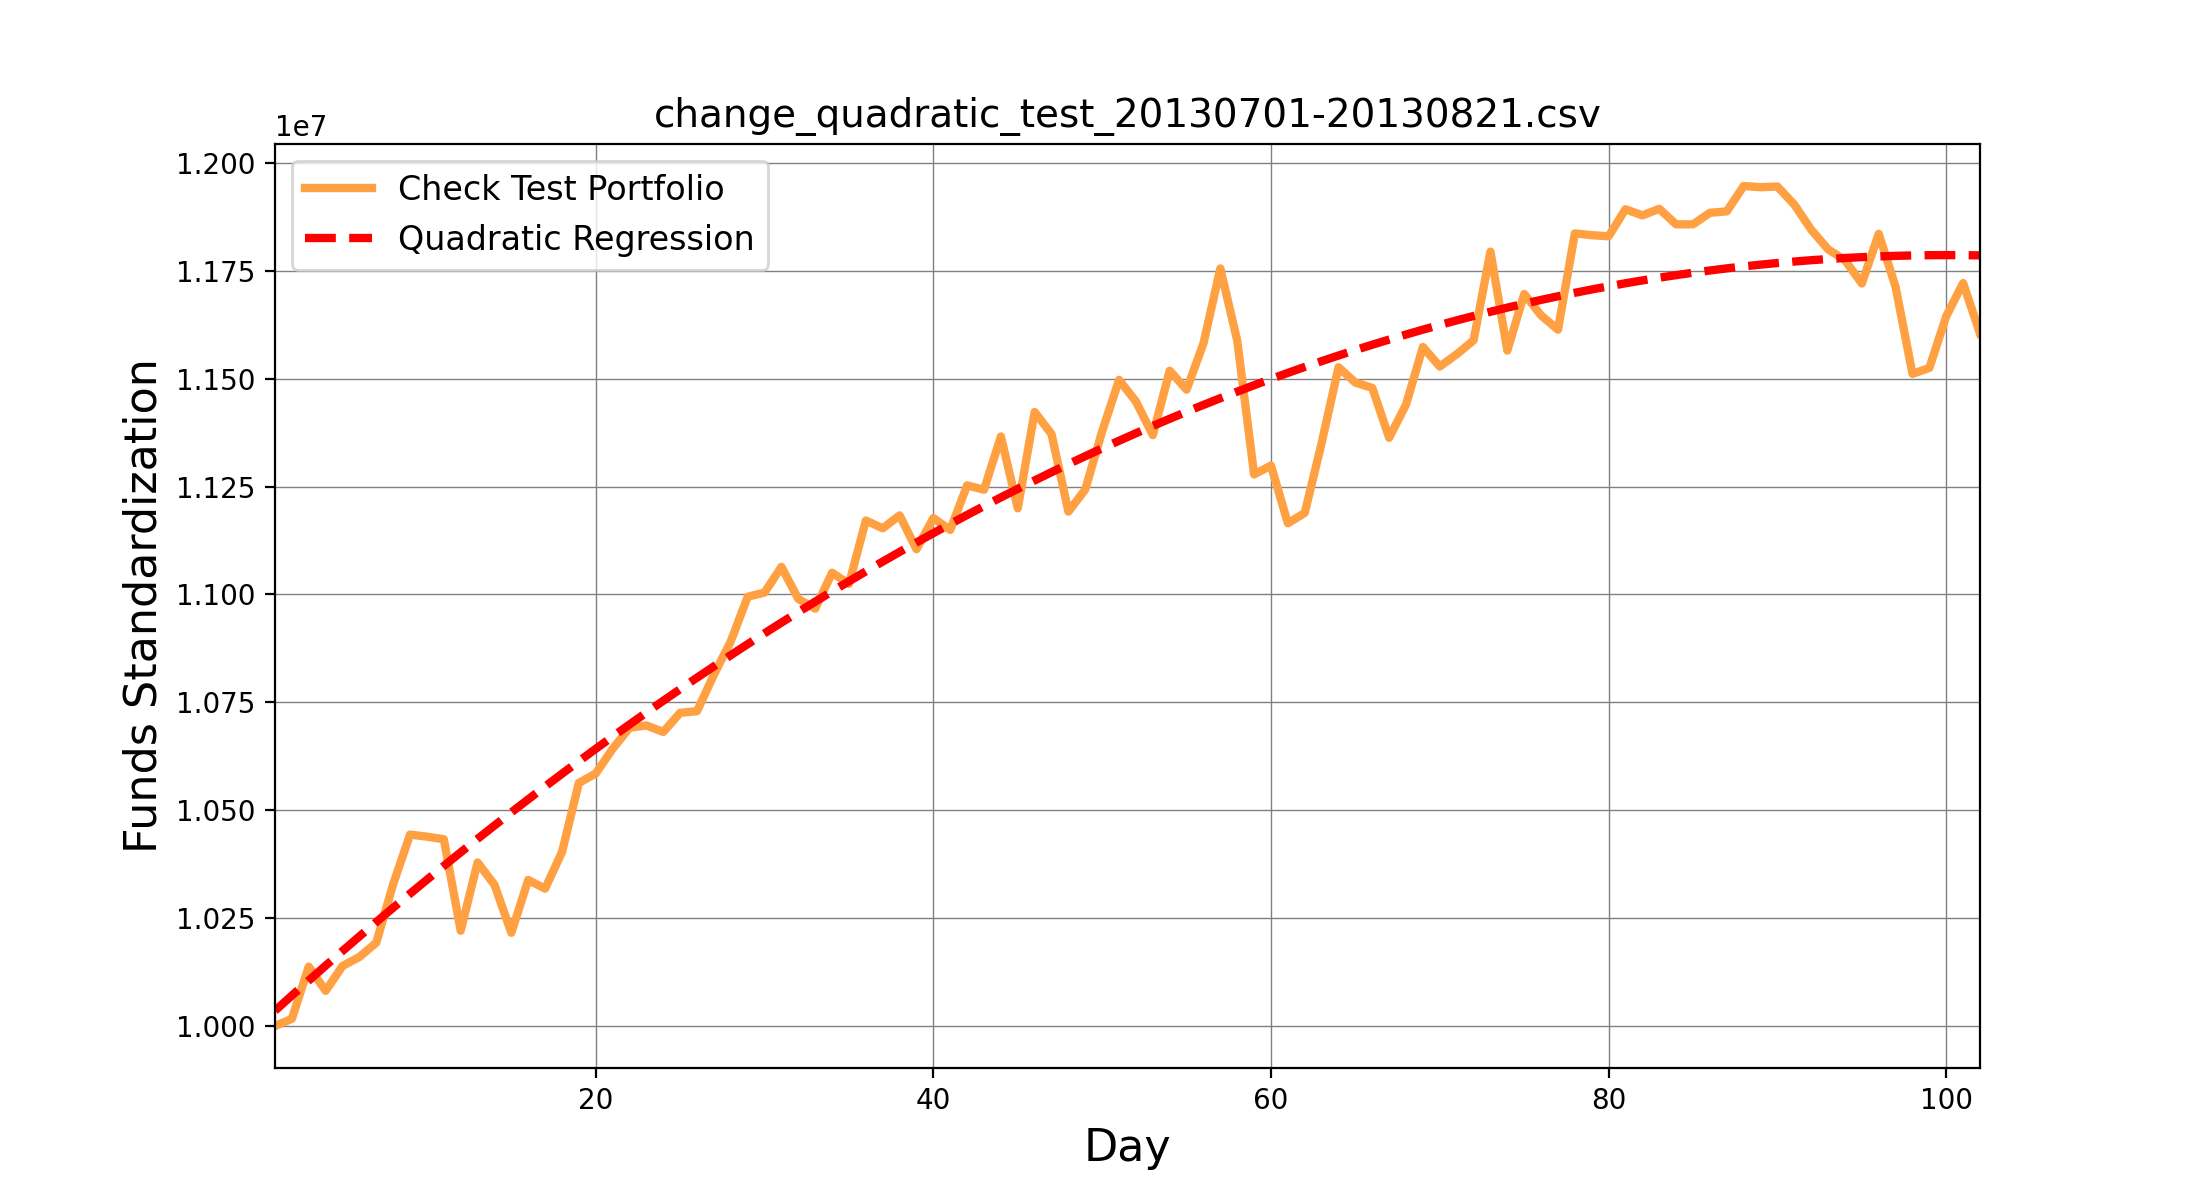 change_quadratic_test_20130701-20130821.csv
1e7
Check Test Portfolio
Quadratic Regression
1.200
1.175
1.150
1.125
1.100
1.075
1.050
1.025
1.000
Funds Standardization
20 40 60 80 100
Day